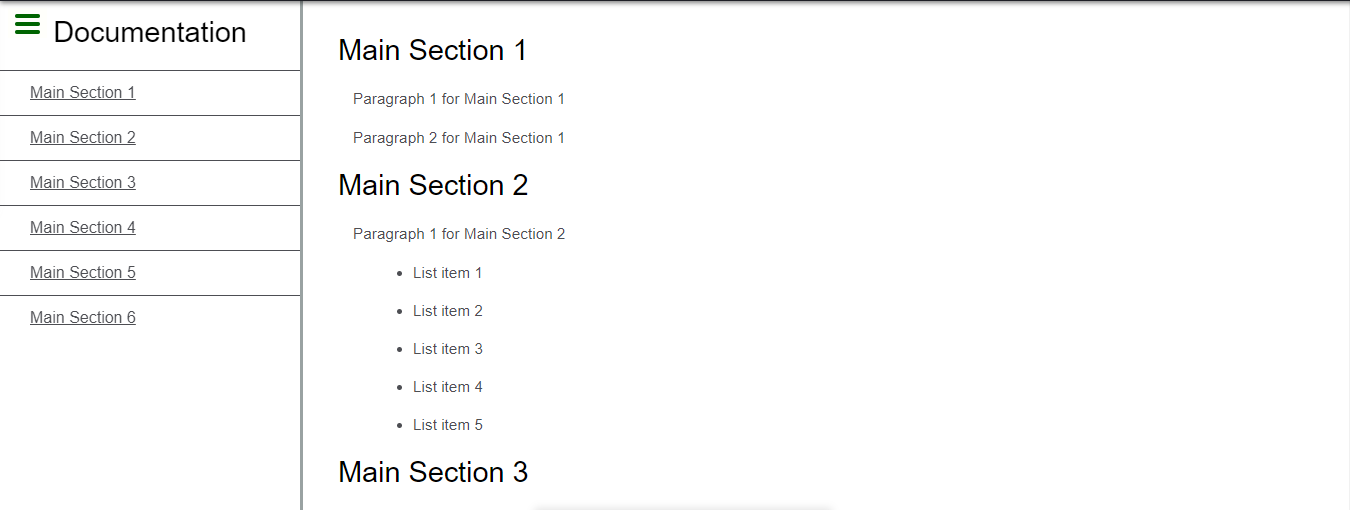 Documentation
Main Section 1
Main Section 2
Main Section 3
Main Section 4
Main Section 5
Main Section 6
Main Section 1
Paragraph 1 for Main Section 1
Paragraph 2 for Main Section 1
Main Section 2
Paragraph 1 for Main Section 2
List item 1
List item 2
List item 3
List item 4
List item 5
Main Section 3